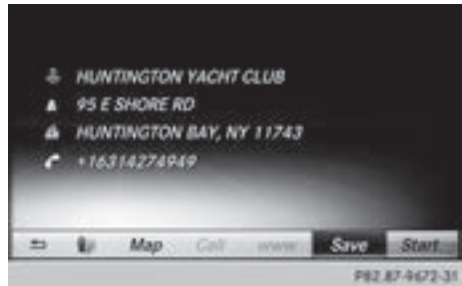 HUNTINGTON YACHT CLUB
95 E SHORE RD
HUNTINGTON BAY, NY 11743
+16314274949
Map Call www Save Start
P82.87-9672-31